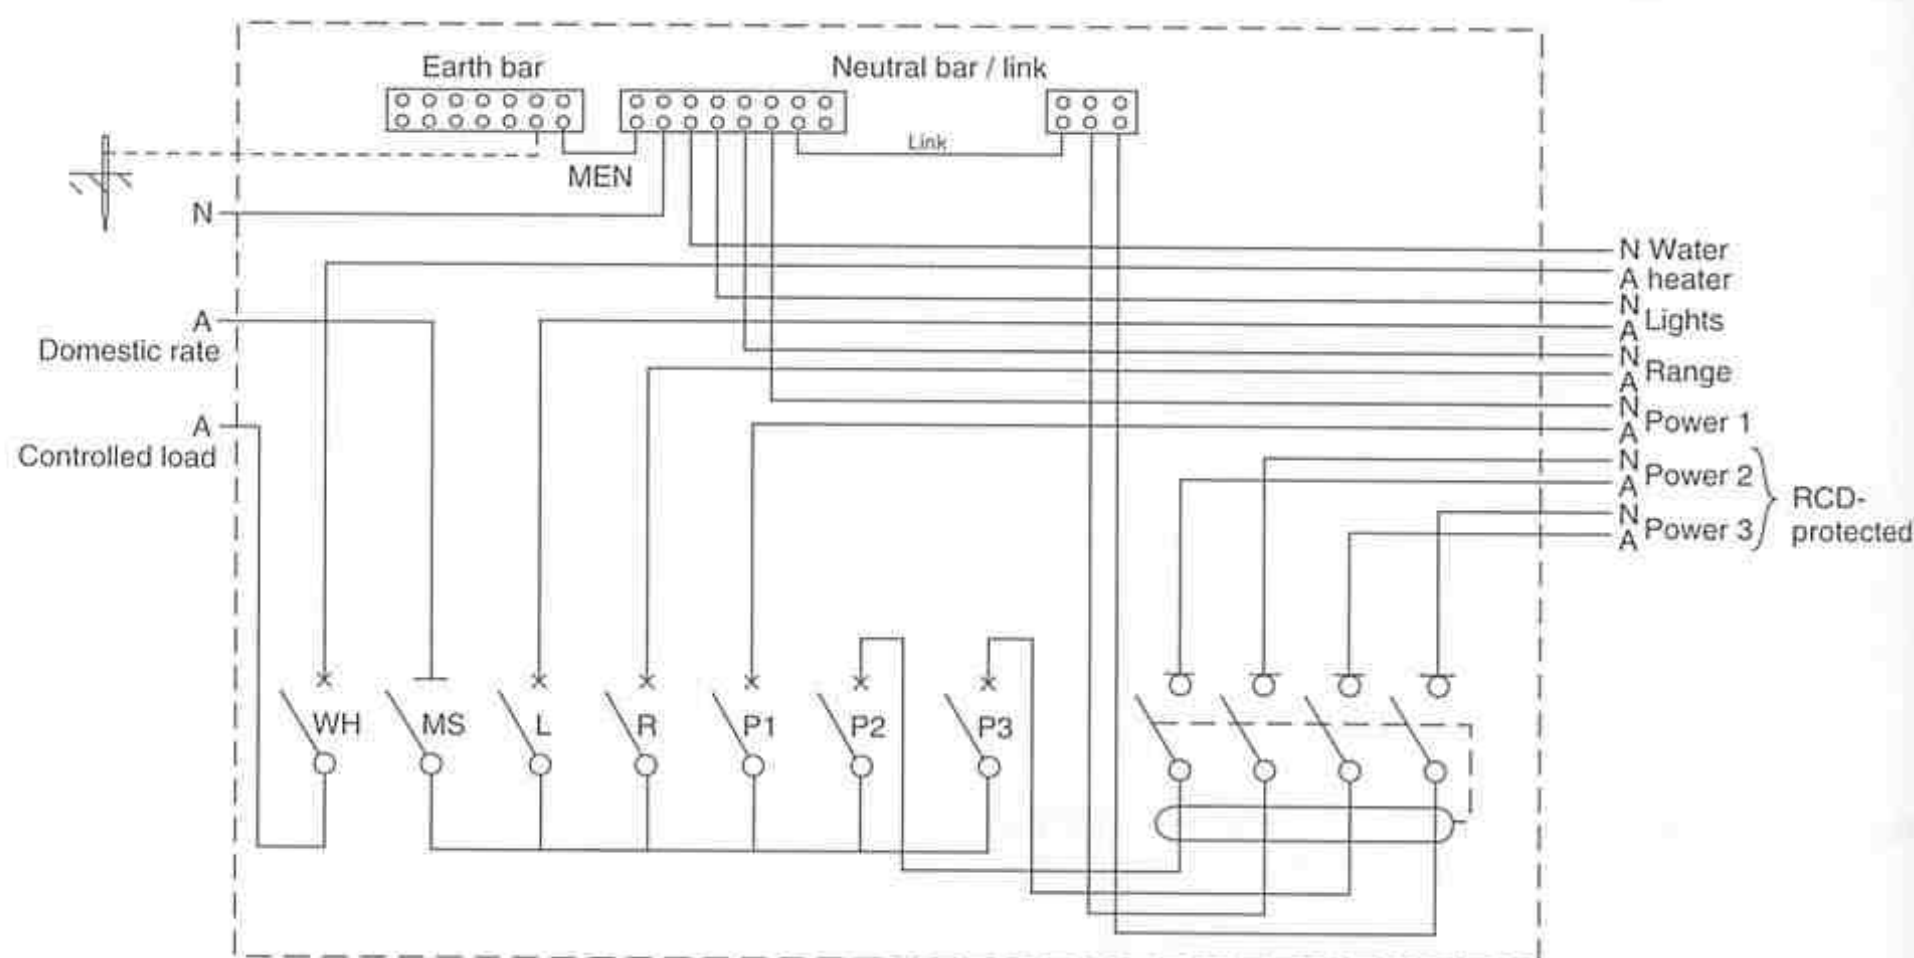 Earth bar
Neutral bar / link
Link
MEN
N
N Water
A heater
N
A Lights
A
Domestic rate
N
A Range
N
A Power 1
A
Controlled load
N
A Power 2
N
A Power 3
RCD-
protected
WH
MS
L
R
P1
P2
P3